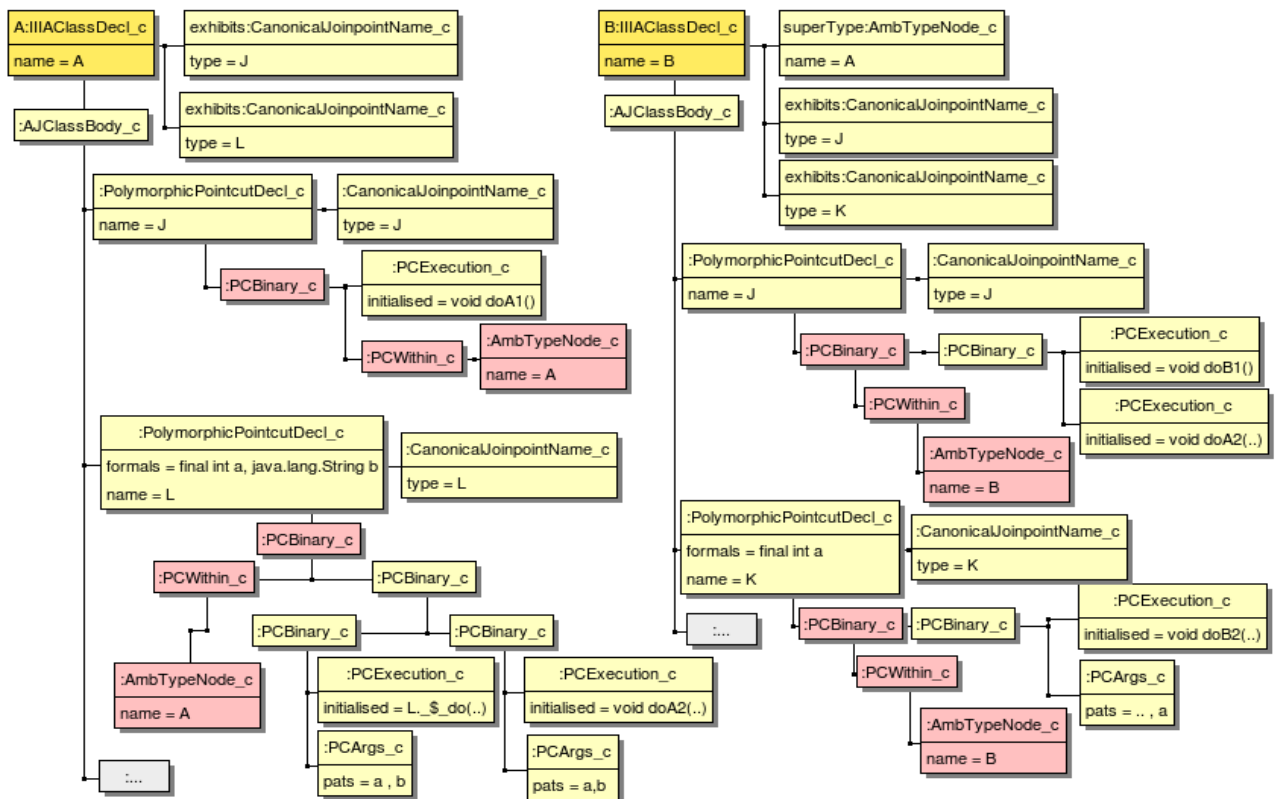 A:IIIAClassDecl_c
name = A
exhibits:CanonicalJoinpointName_c
type = J
exhibits:CanonicalJoinpointName_c
type = L
:AJClassBody_c
:PolymorphicPointcutDecl_c
name = J
:CanonicalJoinpointName_c
type = J
:PCBinary_c
:PCExecution_c
initialised = void doA1()
:PCWithin_c
:AmbTypeNode_c
name = A
:PolymorphicPointcutDecl_c
formals = final int a, java.lang.String b
name = L
:CanonicalJoinpointName_c
type = L
:PCBinary_c
:PCWithin_c
:PCBinary_c
:PCBinary_c
:PCBinary_c
:AmbTypeNode_c
name = A
:PCExecution_c
initialised = L._$_do(..)
:PCExecution_c
initialised = void doA2(..)
:PCArgs_c
pats = a , b
:PCArgs_c
pats = a,b
:...
B:IIIAClassDecl_c
name = B
superType:AmbTypeNode_c
name = A
:AJClassBody_c
exhibits:CanonicalJoinpointName_c
type = J
exhibits:CanonicalJoinpointName_c
type = K
:PolymorphicPointcutDecl_c
name = J
:CanonicalJoinpointName_c
type = J
:PCBinary_c
:PCBinary_c
:PCExecution_c
initialised = void doB1()
:PCWithin_c
:PCExecution_c
initialised = void doA2(..)
:AmbTypeNode_c
name = B
:PolymorphicPointcutDecl_c
formals = final int a
name = K
:CanonicalJoinpointName_c
type = K
:PCBinary_c
:PCBinary_c
:PCExecution_c
initialised = void doB2(..)
:PCWithin_c
:PCArgs_c
pats = .. , a
:AmbTypeNode_c
name = B
:...